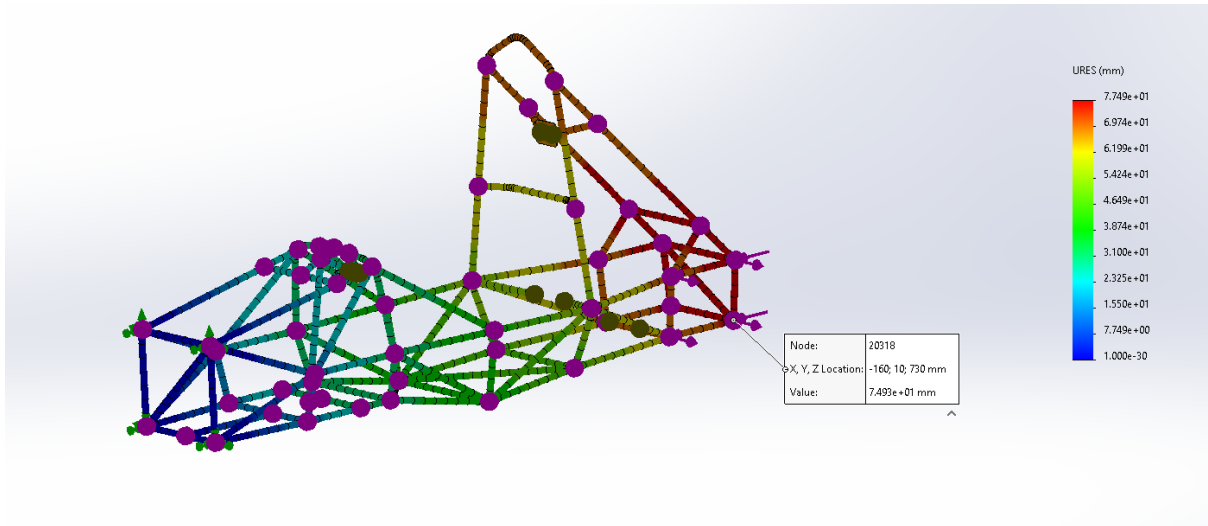 URES (mm)
7.749e+01
6.974e+01
6.199e+01
5.424e+01
4.649e+01
3.874e+01
3.100e+01
2.325e+01
1.550e+01
7.749e+00
1.000e-30
Node: 20318
X, Y, Z Location: -160; 10; 730 mm
Value: 7.493e+01 mm